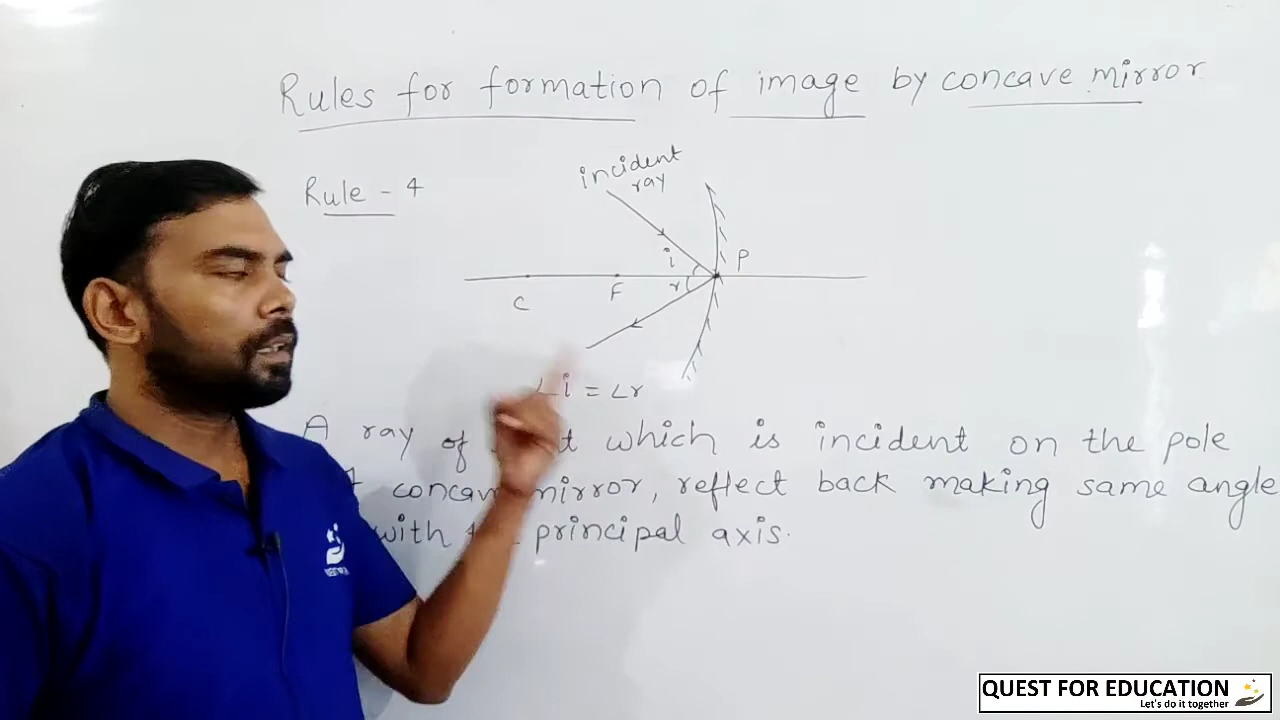 Rules for formation of image by concave mirror
Rule - 4
incident
ray
i
P
r
C
F
∠i = ∠r
A ray of which is incident on the pole
mirror, reflect back making same angle
with principal axis.
QUEST FOR EDUCATION
Let's do it together